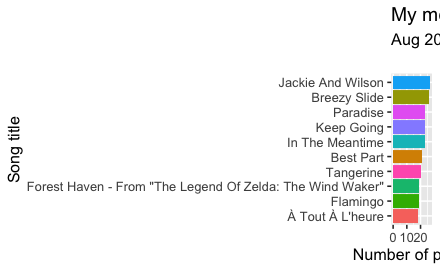 My m
Aug 20
Song title
Jackie And Wilson
Breezy Slide
Paradise
Keep Going
In The Meantime
Best Part
Tangerine
Forest Haven - From "The Legend Of Zelda: The Wind Waker"
Flamingo
À Tout À L'heure
0 10 20
Number of p